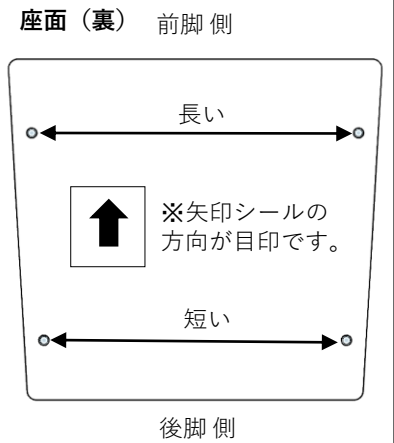 座面（裏） 前脚 側
長い
※矢印シールの
方向が目印です。
短い
後脚 側